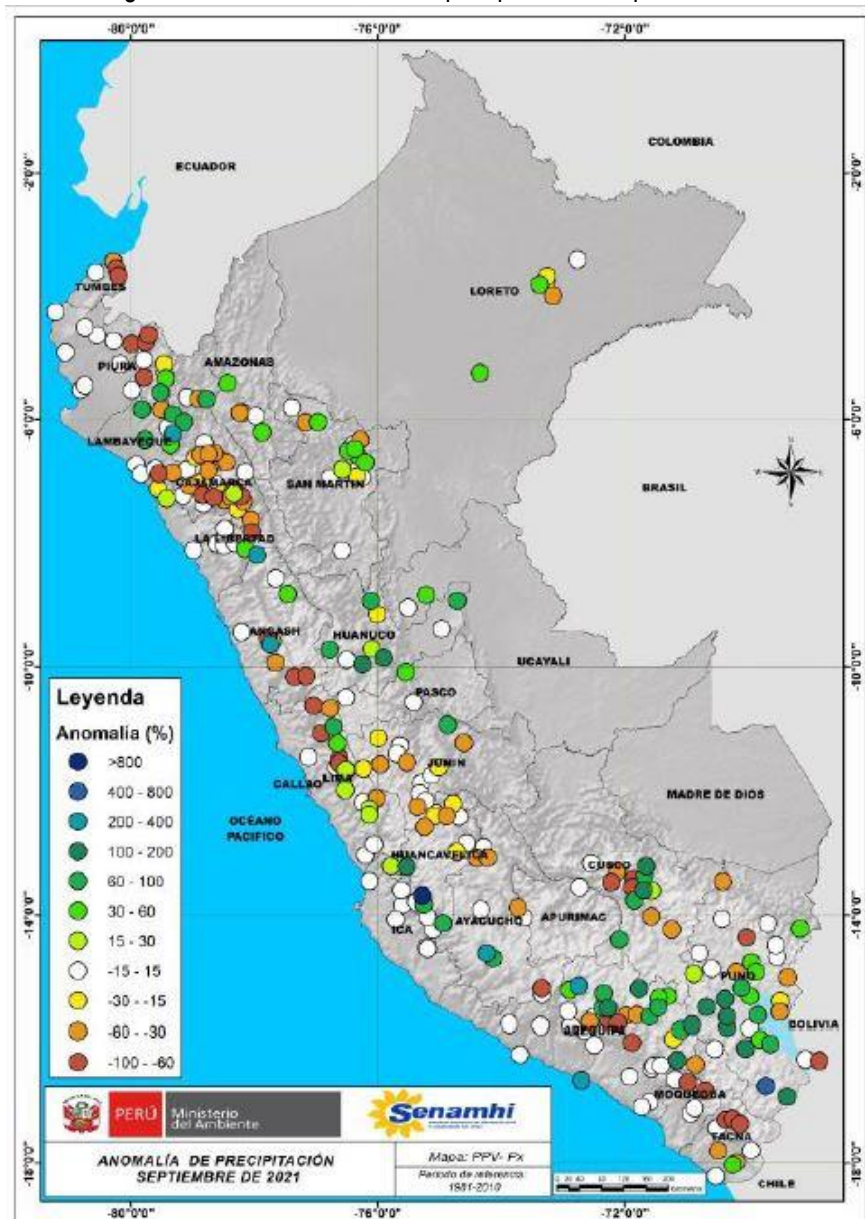 -80°0'0" -76°0'0" -72°0'0"
COLOMBIA
ECUADOR
-2°0'0" -2°0'0"
LORETO
TUMBES
PIURA
AMAZONAS
-6°0'0" -6°0'0"
LAMBAYEQUE
CAJAMARCA
SAN MARTIN
BRASIL
LA LIBERTAD
ANCASH
HUANUCO
UCAYALI
-10°0'0" -10°0'0"
PASCO
JUNIN
CALLAO
LIMA
MADRE DE DIOS
OCÉANO
PACIFICO
HUANCAVELICA
CUSCO
ICA
AYACUCHO
APURIMAC
-14°0'0" -14°0'0"
PUNO
AREQUIPA
BOLIVIA
MOQUEGUA
TACNA
CHILE
-18°0'0" -18°0'0"
Leyenda
Anomalía (%)
>800
400 - 800
200 - 400
100 - 200
60 - 100
30 - 60
15 - 30
-15 - 15
-30 - -15
-60 - -30
-100 - -60
PERÚ
Ministerio
del Ambiente
Senamhi
ANOMALÍA DE PRECIPITACIÓN
SEPTIEMBRE DE 2021
Mapa: PPV- Px
Período de referencia
1981-2010
-80°0'0" -76°0'0" -72°0'0"